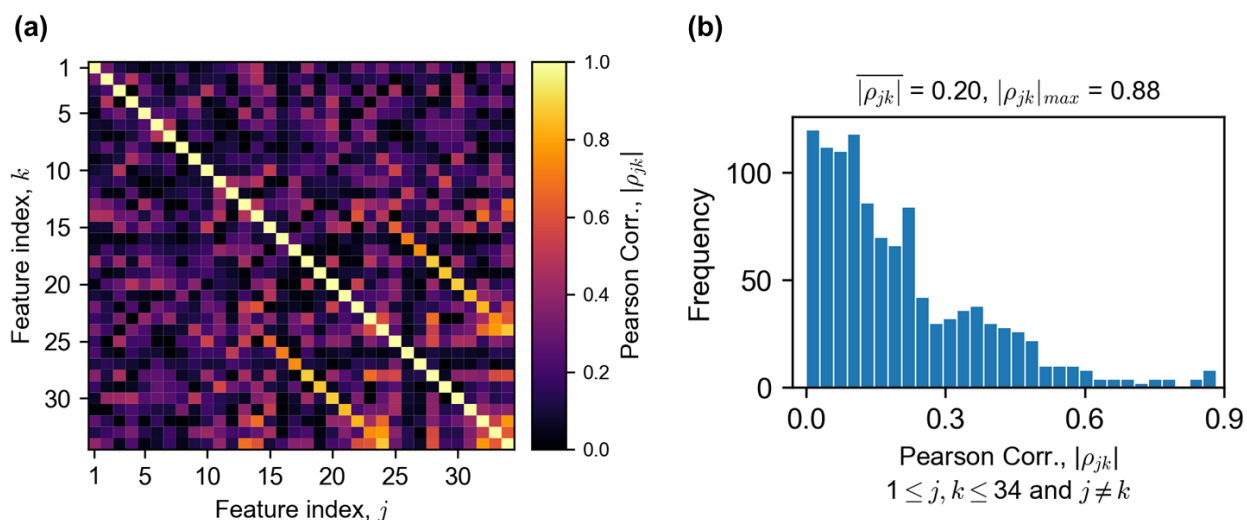 (a)
1
5
10
15
20
25
30
Feature index, k
1 5 10 15 20 25 30
Feature index, j
1.0
0.8
0.6
0.4
0.2
0.0
Pearson Corr., |ρjk|
(b)
|ρjk| = 0.20, |ρjk|max = 0.88
100
50
0
Frequency
0.0 0.3 0.6 0.9
Pearson Corr., |ρjk|
1 ≤ j, k ≤ 34 and j ≠ k